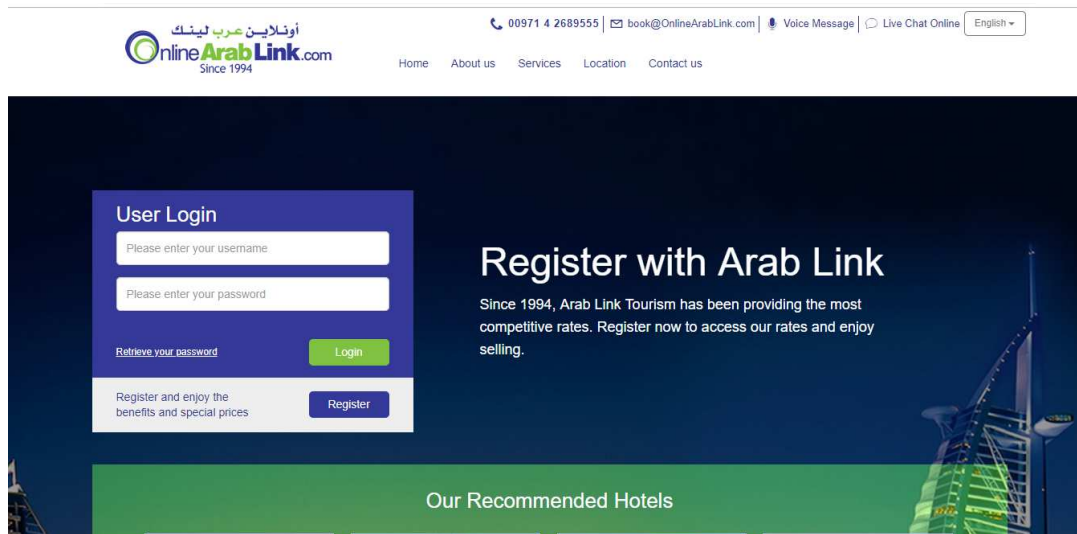 أونلايـن عرب لينـك
OnlineArabLink.com
Since 1994
00971 4 2689555
book@OnlineArabLink.com
Voice Message
Live Chat Online
English
Home
About us
Services
Location
Contact us
User Login
Please enter your username
Please enter your password
Retrieve your password
Login
Register and enjoy the
benefits and special prices
Register
Register with Arab Link
Since 1994, Arab Link Tourism has been providing the most
competitive rates. Register now to access our rates and enjoy
selling.
Our Recommended Hotels